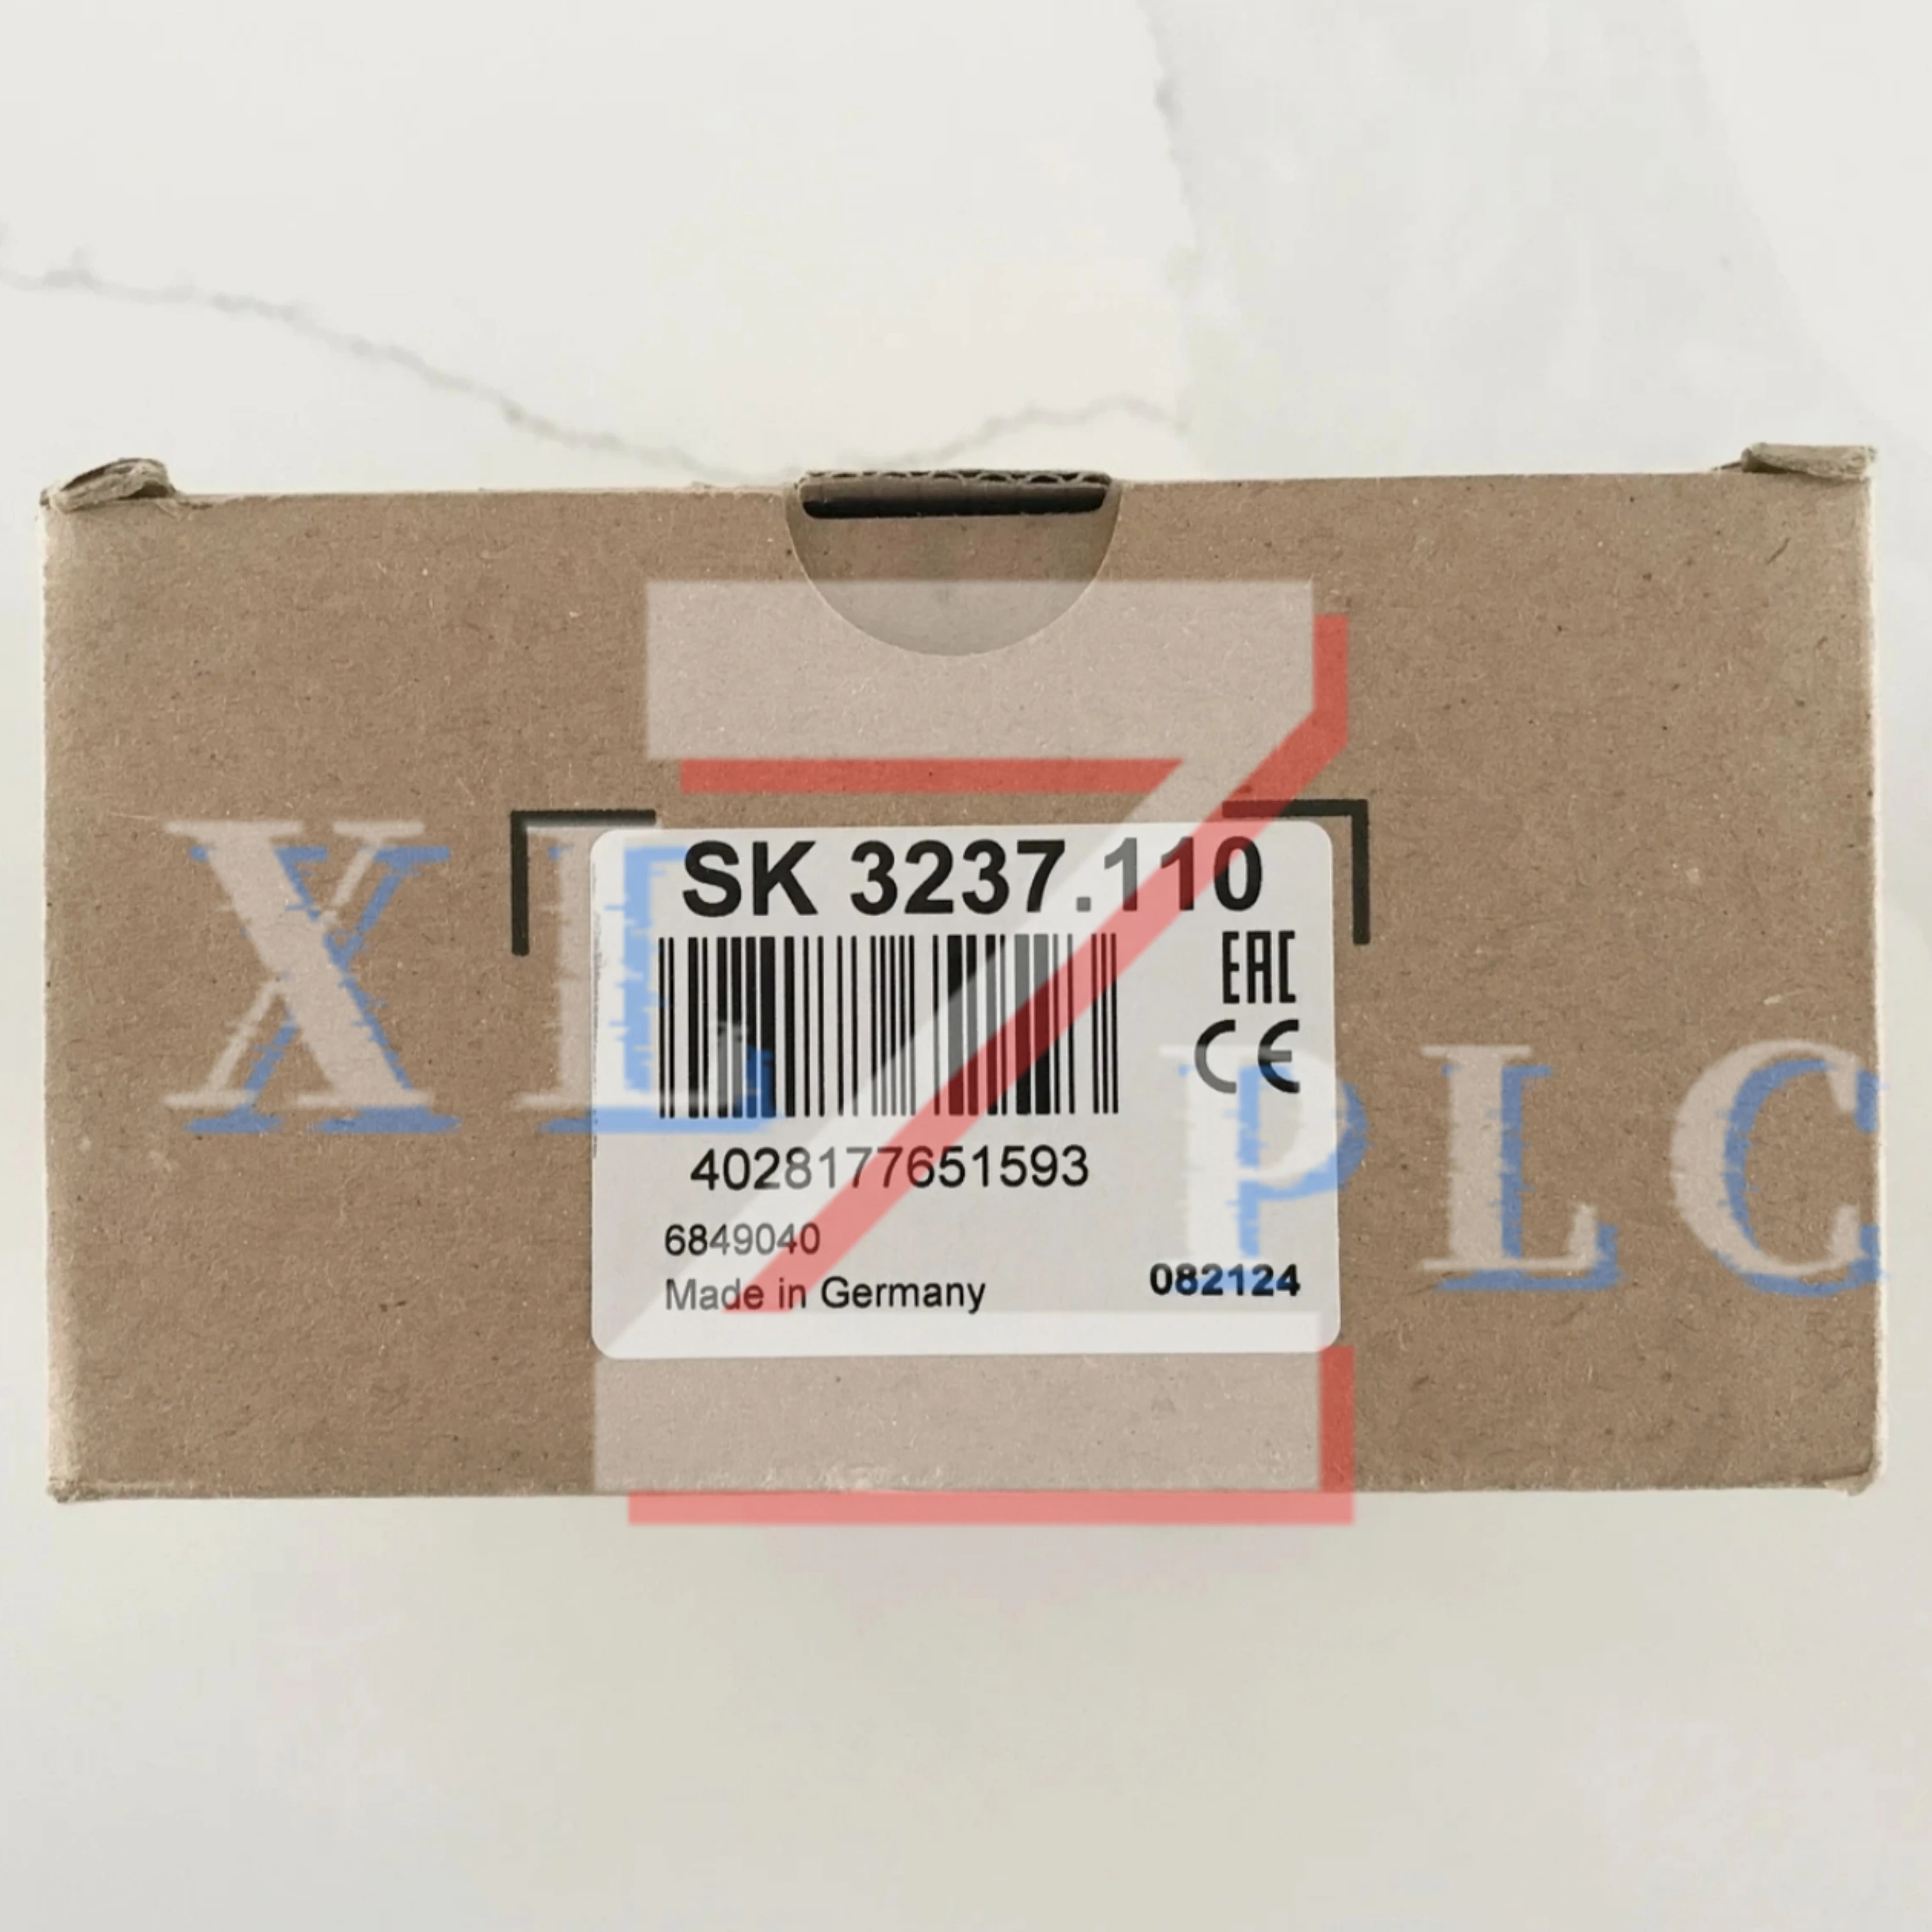 SK 3237.110
EAC
CE
4028177651593
6849040
Made in Germany
082124
XL Z PLC